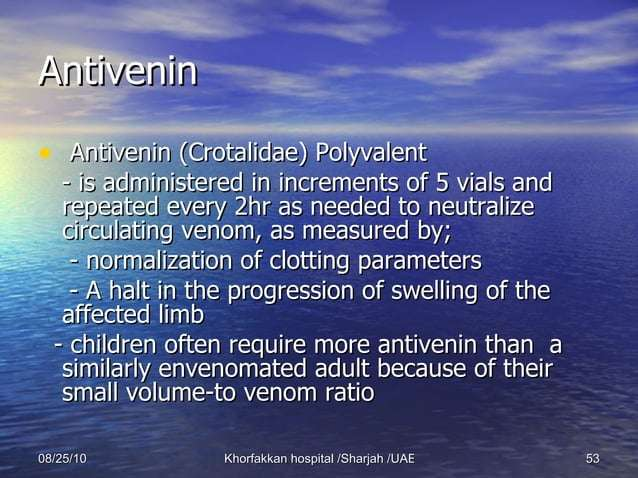 Antivenin
• Antivenin (Crotalidae) Polyvalent
- is administered in increments of 5 vials and
repeated every 2hr as needed to neutralize
circulating venom, as measured by;
- normalization of clotting parameters
- A halt in the progression of swelling of the
affected limb
- children often require more antivenin than a
similarly envenomated adult because of their
small volume-to venom ratio
08/25/10 Khorfakkan hospital /Sharjah /UAE 53